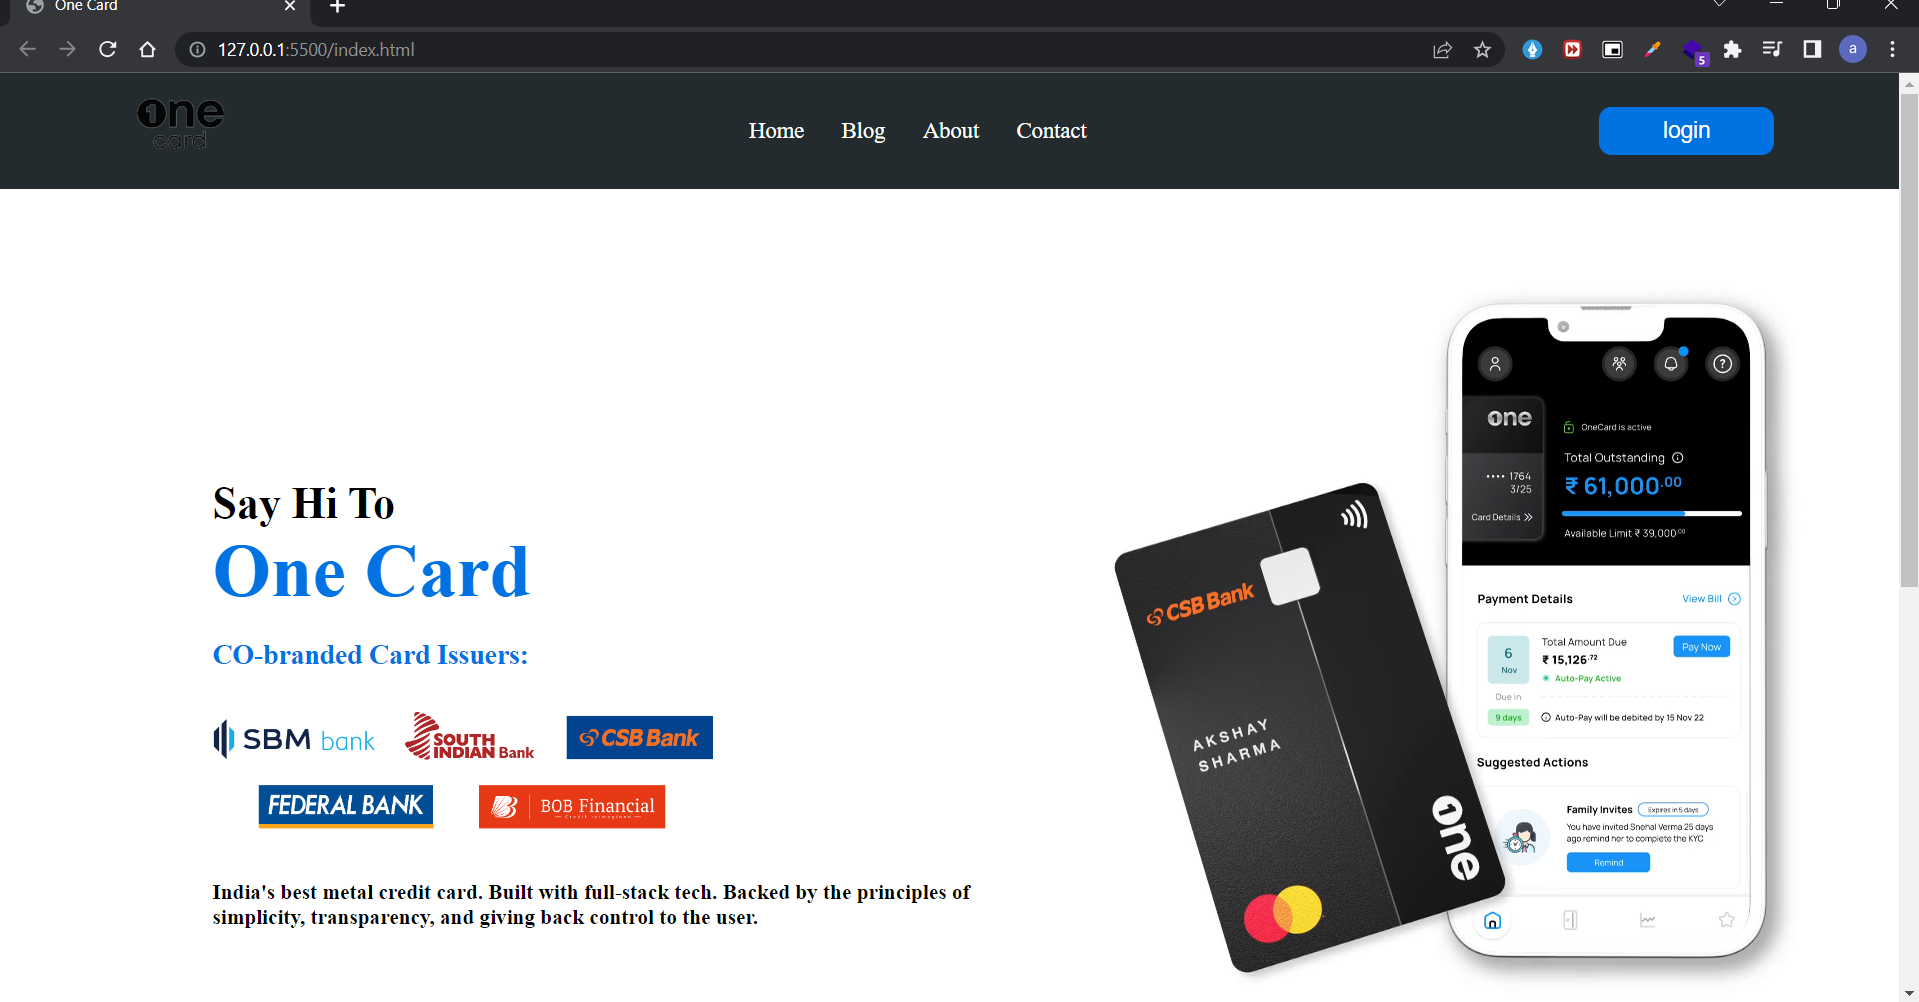 One Card
127.0.0.1:5500/index.html
a
5
one
card
Home Blog About Contact
login
Say Hi To
One Card
CO-branded Card Issuers:
SBM bank
SOUTH
INDIAN Bank
CSB Bank
FEDERAL BANK
BOB Financial
Credit reimagined
India's best metal credit card. Built with full-stack tech. Backed by the principles of
simplicity, transparency, and giving back control to the user.
CSB Bank
AKSHAY
SHARMA
one
one
•••• 1764
3/25
Card Details >>
OneCard is active
Total Outstanding
₹ 61,000.00
Available Limit ₹ 39,000.00
Payment Details
View Bill
6
Nov
Due in
9 days
Total Amount Due
₹ 15,126.72
Auto-Pay Active
Pay Now
Auto-Pay will be debited by 15 Nov 22
Suggested Actions
Family Invites
Expires in 5 days
You have invited Snehal Verma 25 days
ago remind her to complete the KYC
Remind